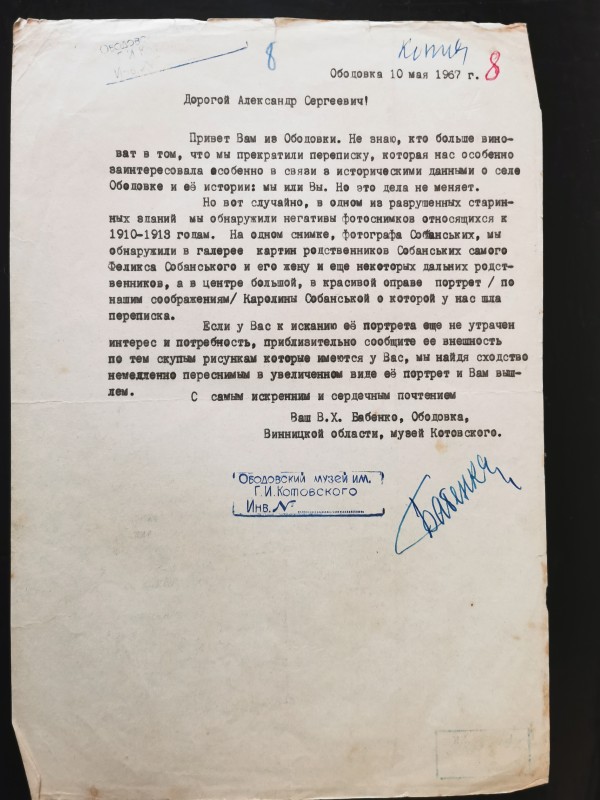 8
Копия
Ободовка 10 мая 1967 г. 8
Дорогой Александр Сергеевич!
Привет Вам из Ободовки. Не знаю, кто больше вино-
ват в том, что мы прекратили переписку, которая нас особенно
заинтересовала особенно в связи з историческими данными о селе
Ободовке и её истории: мы или Вы. Но это дела не меняет.
Но вот случайно, в одном из разрушенных старин-
ных зданий мы обнаружили негативы фотоснимков относящихся к
1910-1913 годам. На одном снимке, фотографа Собанських, мы
обнаружили в галерее картин родственников Собанських самого
Феликса Собанського и его жену и еще некоторых дальних родст-
венников, а в центре большой, в красивой оправе портрет / по
нашим соображениям/ Каролины Собанськой о которой у нас шла
переписка.
Если у Вас к исканию её портрета еще не утрачен
интерес и потребность, приблизительно сообщите ее внешность
по тем скупым рисункам которые имеются у Вас, мы найдя сходство
немедленно переснимым в увеличенном виде её портрет и Вам выш-
лем.
С самым искренним и сердечным почтением
Ваш В.Х. Бабенко, Ободовка,
Винницкой области, музей Котовского.
Ободовский музей им.
Г.И.Котовского
Инв. №
Бабенко